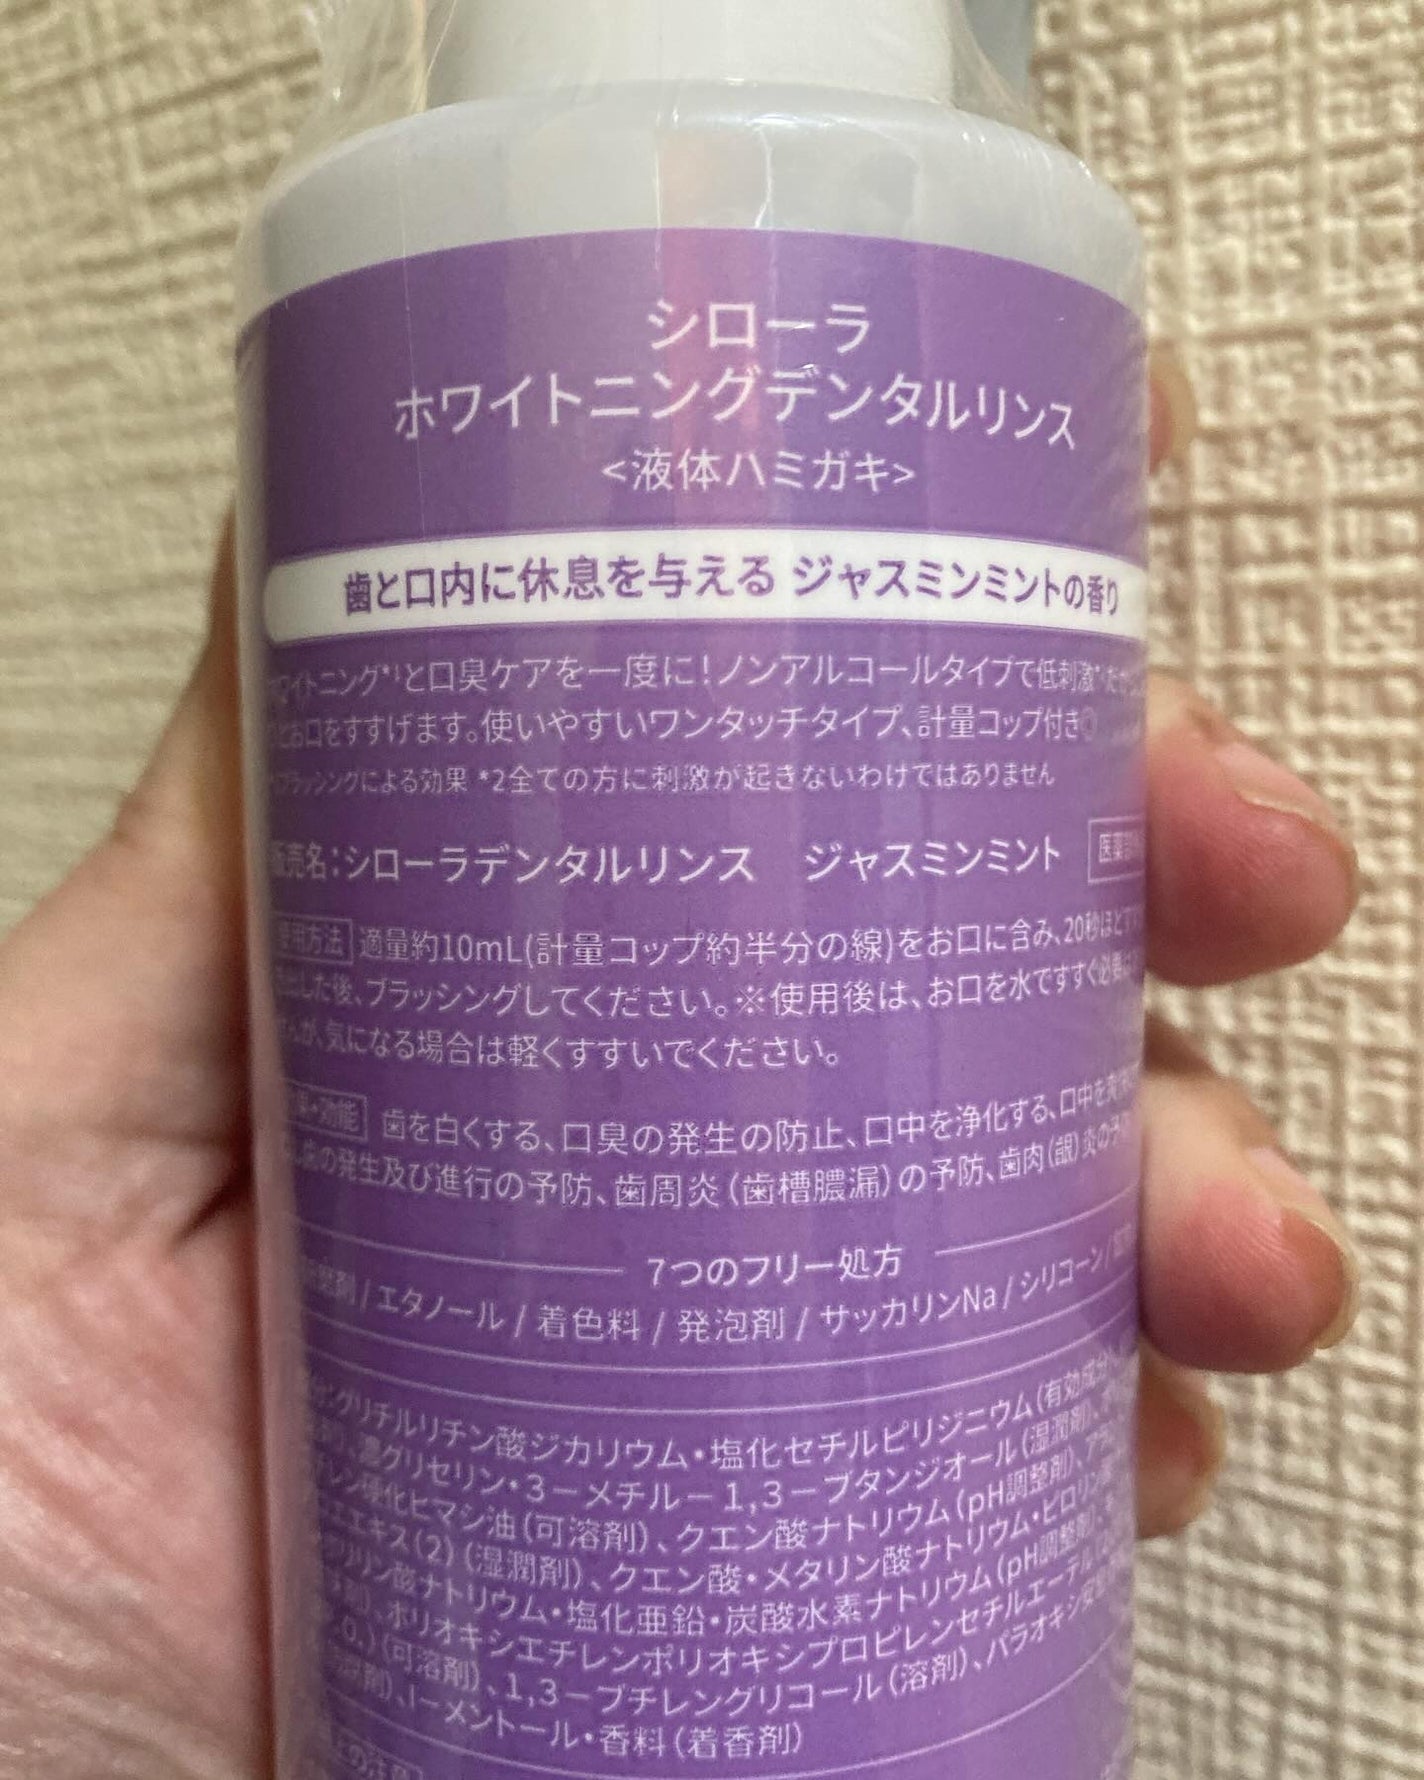 シローラ
ホワイトニングデンタルリンス
<液体ハミガキ>
歯と口内に休息を与える ジャスミンミントの香り
ホワイトニング*¹と口臭ケアを一度に!ノンアルコールタイプで低刺激*
お口をすすげます。使いやすいワンタッチタイプ、計量コップ付き◎
ブラッシングによる効果 *2全ての方に刺激が起きないわけではありません
販売名:シローラデンタルリンス ジャスミンミント 医薬部外
使用方法 適量約10mL(計量コップ約半分の線)をお口に含み、20秒ほどすす
出した後、ブラッシングしてください。※使用後は、お口を水ですすぐ必要は
んが、気になる場合は軽くすすいでください。
・効能 歯を白くする、口臭の発生の防止、口中を浄化する、口中を爽
し歯の発生及び進行の予防、歯周炎(歯槽膿漏)の予防、歯肉(齦)炎の予
7つのフリー処方
/ エタノール / 着色料 / 発泡剤 / サッカリンNa / シリコーン /
グリチルリチン酸ジカリウム・塩化セチルピリジニウム(有効成分)、
、濃グリセリン・3-メチル-1,3-ブタンジオール(湿潤剤)、
チレン硬化ヒマシ油(可溶剤)、クエン酸ナトリウム(pH調整剤)、
エキス(2)(湿潤剤)、クエン酸・メタリン酸ナトリウム・ピロリン
リン酸ナトリウム・塩化亜鉛・炭酸水素ナトリウム(pH調整剤)、
、ポリオキシエチレンポリオキシプロピレンセチルエーテル
.O.)(可溶剤)、1,3-ブチレングリコール(溶剤)、パラオキシ安息
、l-メントール・香料(着香剤)